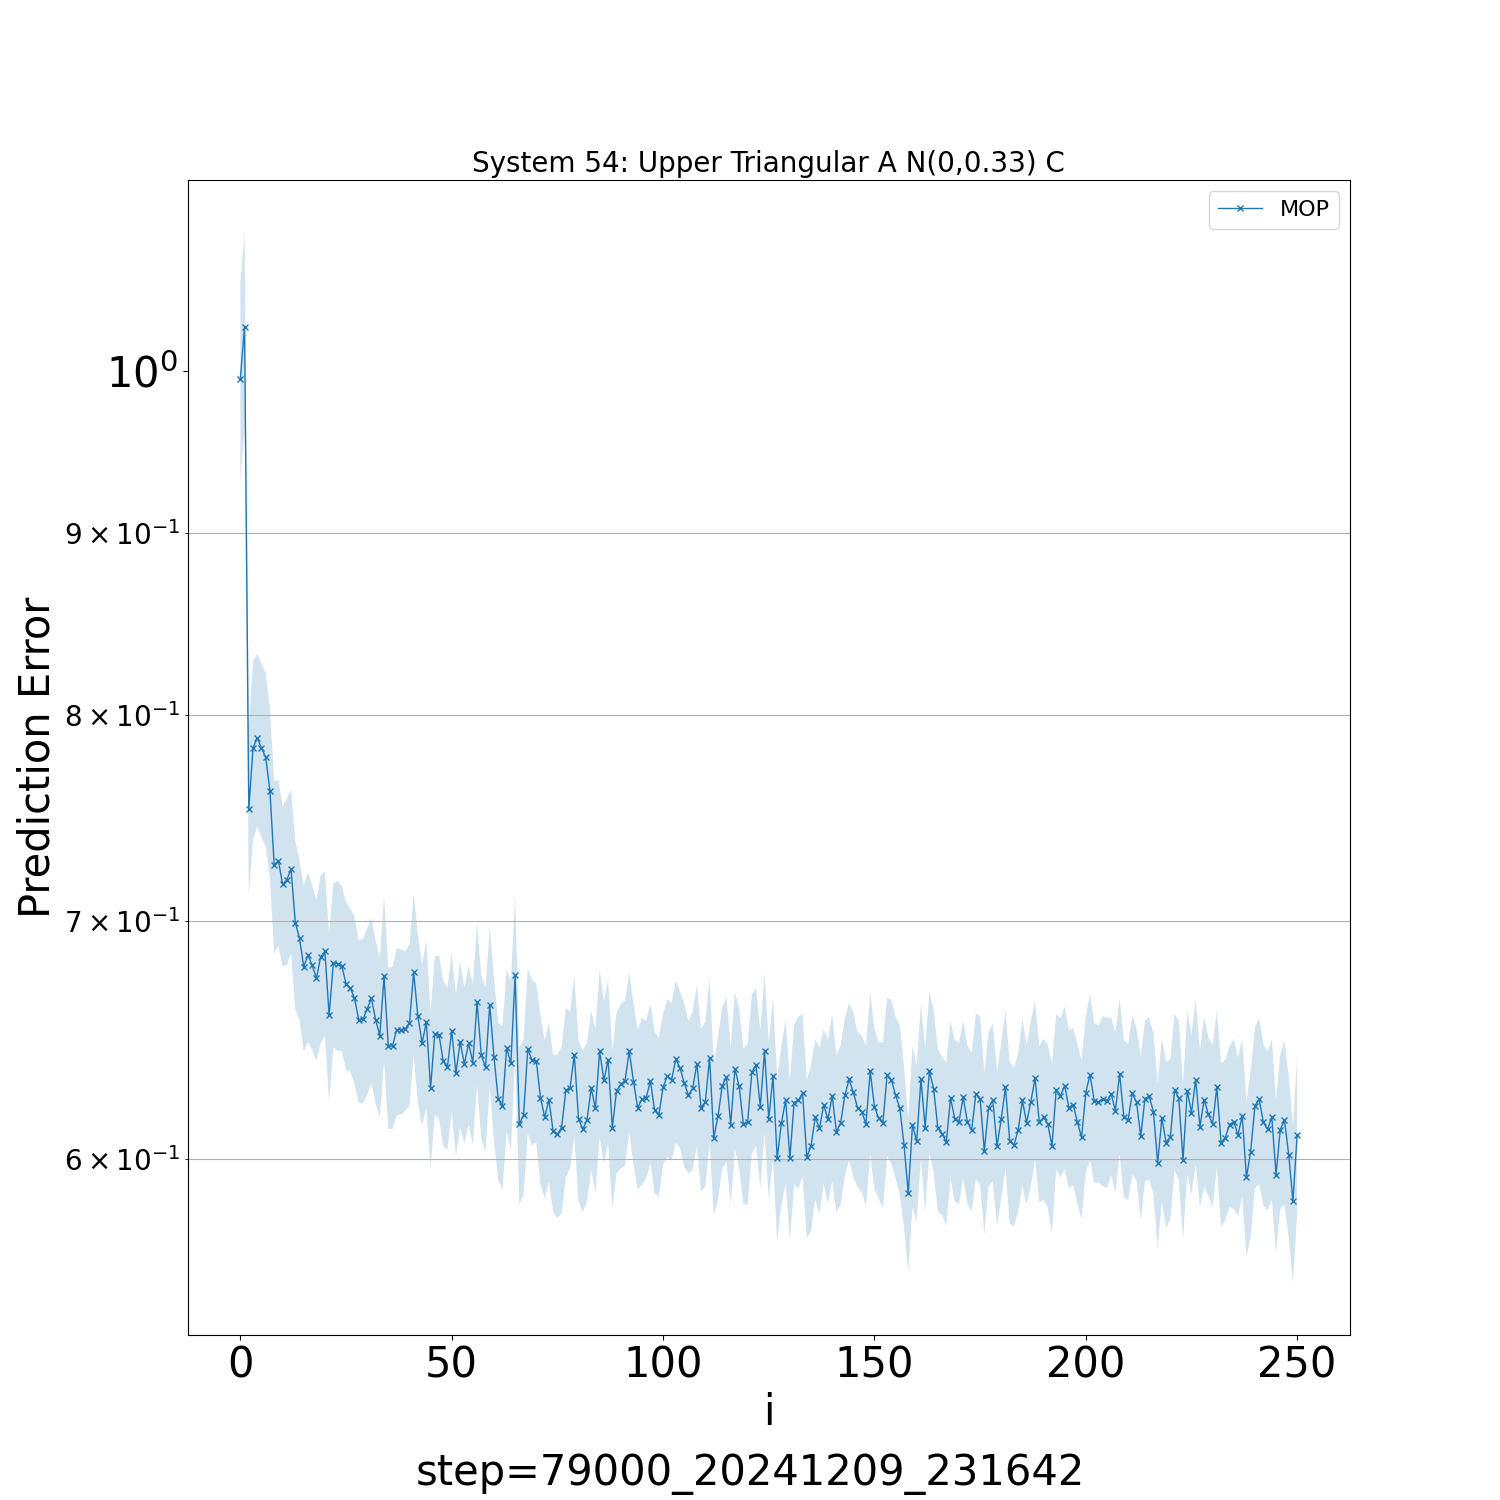 System 54: Upper Triangular A N(0,0.33) C
MOP
10⁰
9 × 10⁻¹
8 × 10⁻¹
7 × 10⁻¹
6 × 10⁻¹
Prediction Error
0 50 100 150 200 250
i
step=79000_20241209_231642